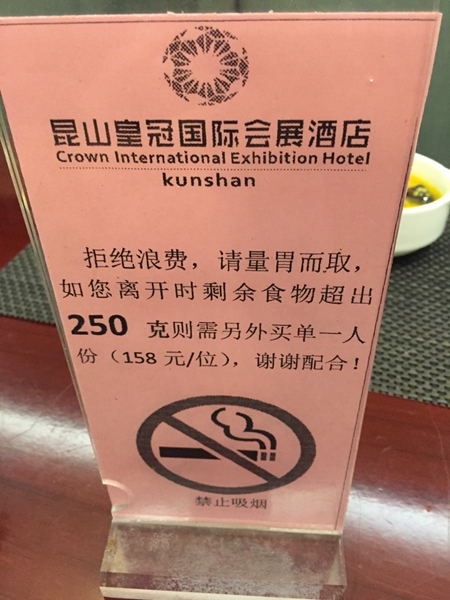 昆山皇冠国际会展酒店
Crown International Exhibition Hotel
kunshan
拒绝浪费，请量胃而取，
如您离开时剩余食物超出
250 克则需另外买单一人
份（158 元/位），谢谢配合！
禁止吸烟